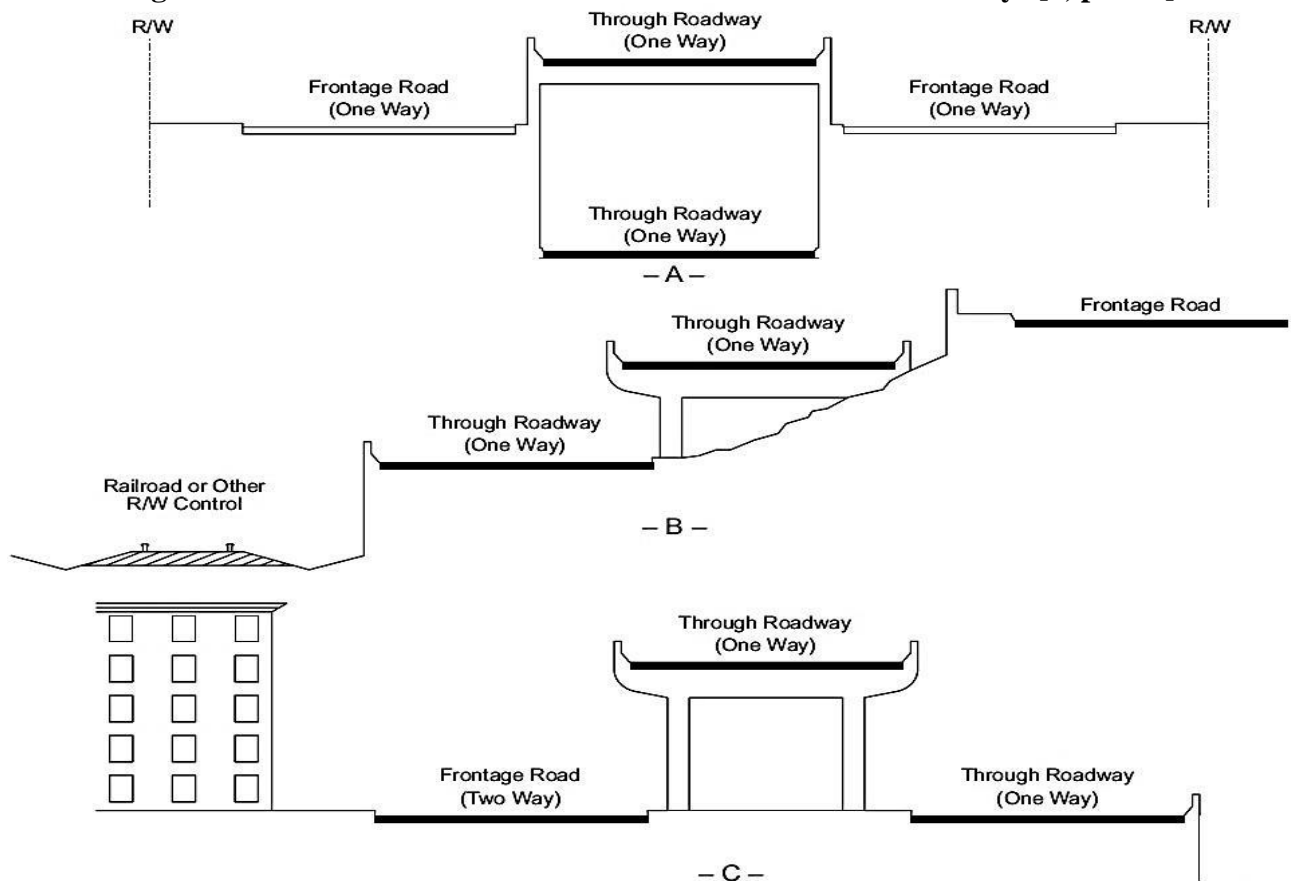 Through Roadway
(One Way)
R/W
R/W
Frontage Road
(One Way)
Frontage Road
(One Way)
Through Roadway
(One Way)
– A –
Frontage Road
Through Roadway
(One Way)
Through Roadway
(One Way)
Railroad or Other
R/W Control
– B –
Through Roadway
(One Way)
Frontage Road
(Two Way)
Through Roadway
(One Way)
– C –